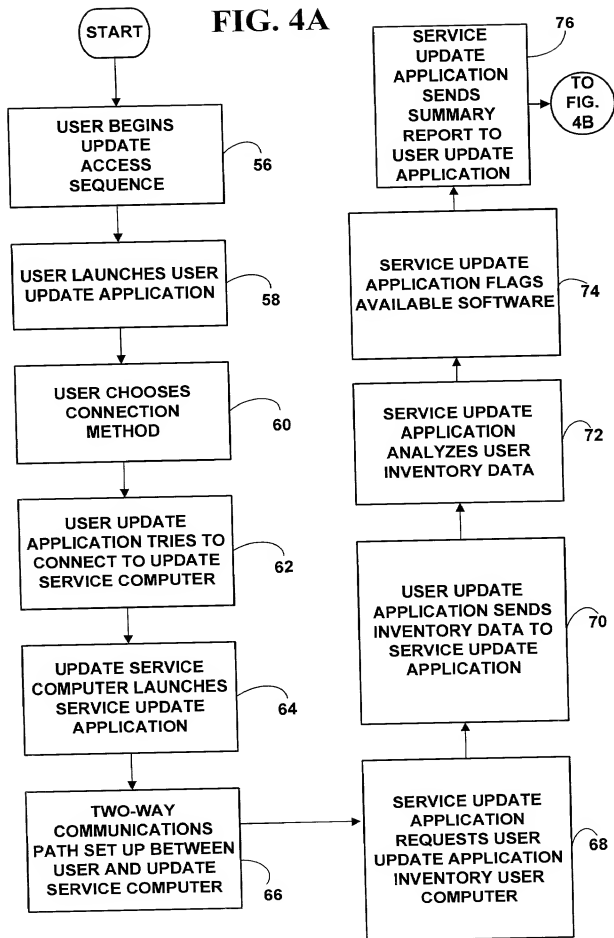 FIG. 4A
START
USER BEGINS
UPDATE
ACCESS
SEQUENCE
56
USER LAUNCHES USER
UPDATE APPLICATION
58
USER CHOOSES
CONNECTION
METHOD
60
USER UPDATE
APPLICATION TRIES TO
CONNECT TO UPDATE
SERVICE COMPUTER
62
UPDATE SERVICE
COMPUTER LAUNCHES
SERVICE UPDATE
APPLICATION
64
TWO-WAY
COMMUNICATIONS
PATH SET UP BETWEEN
USER AND UPDATE
SERVICE COMPUTER
66
SERVICE UPDATE
APPLICATION
REQUESTS USER
UPDATE APPLICATION
INVENTORY USER
COMPUTER
68
USER UPDATE
APPLICATION SENDS
INVENTORY DATA TO
SERVICE UPDATE
APPLICATION
70
SERVICE UPDATE
APPLICATION
ANALYZES USER
INVENTORY DATA
72
SERVICE UPDATE
APPLICATION FLAGS
AVAILABLE SOFTWARE
74
SERVICE
UPDATE
APPLICATION
SENDS
SUMMARY
REPORT TO
USER UPDATE
APPLICATION
76
TO
FIG.
4B